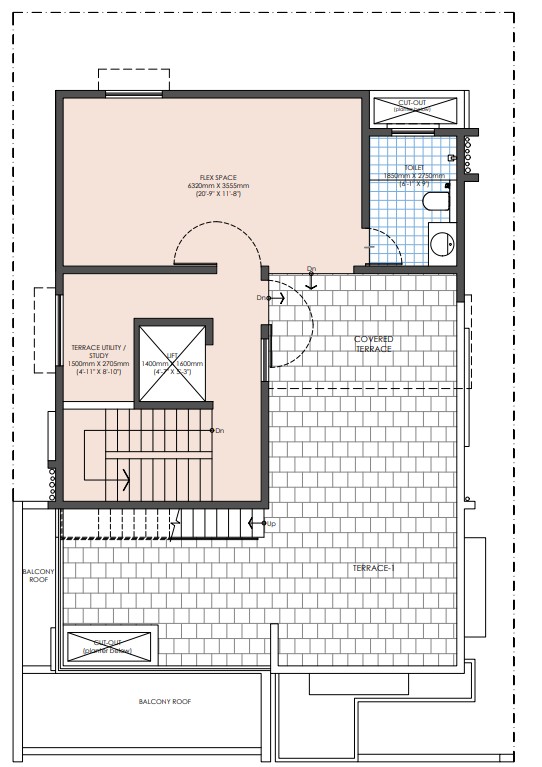 CUT-OUT
(planter below)
FLEX SPACE
6320mm X 3555mm
(20'-9" X 11'-8")
TOILET
1850mm X 2750mm
(6'-1" X 9')
Dn
Dn
COVERED
TERRACE
TERRACE UTILITY /
STUDY
1500mm X 2705mm
(4'-11" X 8'-10")
LIFT
1400mm X 1600mm
(4'-7" X 5'-3")
Dn
Up
BALCONY
ROOF
TERRACE-1
CUT-OUT
(planter below)
BALCONY ROOF